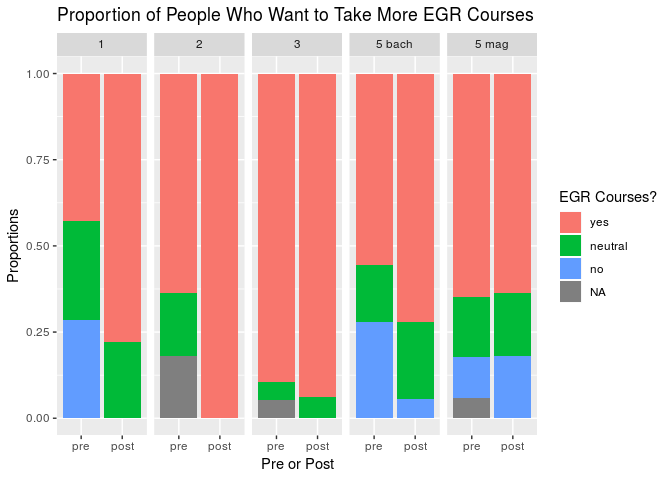 Proportion of People Who Want to Take More EGR Courses
1 2 3 5 bach 5 mag
1.00
0.75
0.50
0.25
0.00
Proportions
pre post pre post pre post pre post pre post
Pre or Post
EGR Courses?
yes
neutral
no
NA